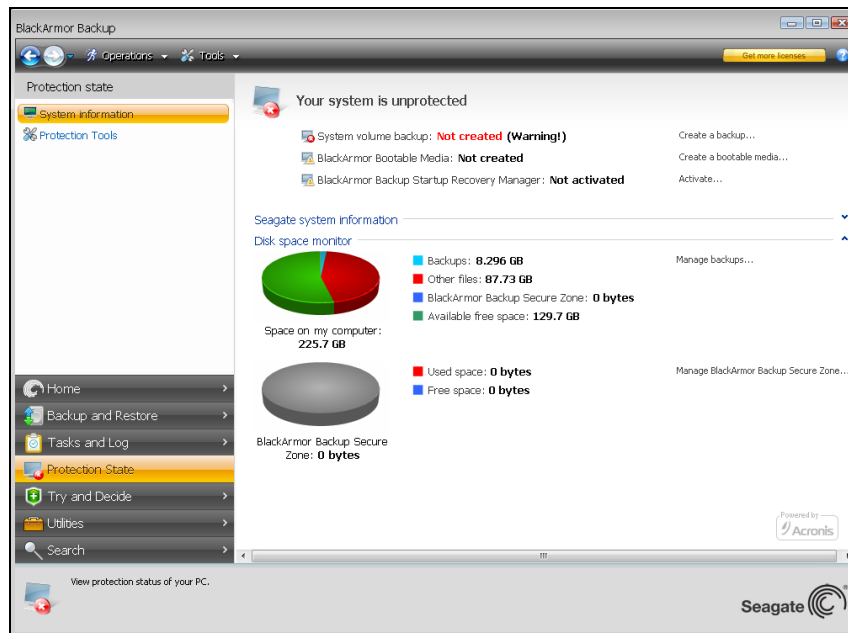 BlackArmor Backup
Operations
Tools
Get more licenses
Protection state
System information
Protection Tools
Your system is unprotected
System volume backup: Not created (Warning!)
Create a backup...
BlackArmor Bootable Media: Not created
Create a bootable media...
BlackArmor Backup Startup Recovery Manager: Not activated
Activate...
Seagate system information
Disk space monitor
Backups: 8.296 GB
Manage backups...
Other files: 87.73 GB
BlackArmor Backup Secure Zone: 0 bytes
Available free space: 129.7 GB
Space on my computer:
225.7 GB
Used space: 0 bytes
Manage BlackArmor Backup Secure Zone...
Free space: 0 bytes
BlackArmor Backup Secure
Zone: 0 bytes
Home
Backup and Restore
Tasks and Log
Protection State
Try and Decide
Utilities
Search
Powered by
Acronis
View protection status of your PC.
Seagate